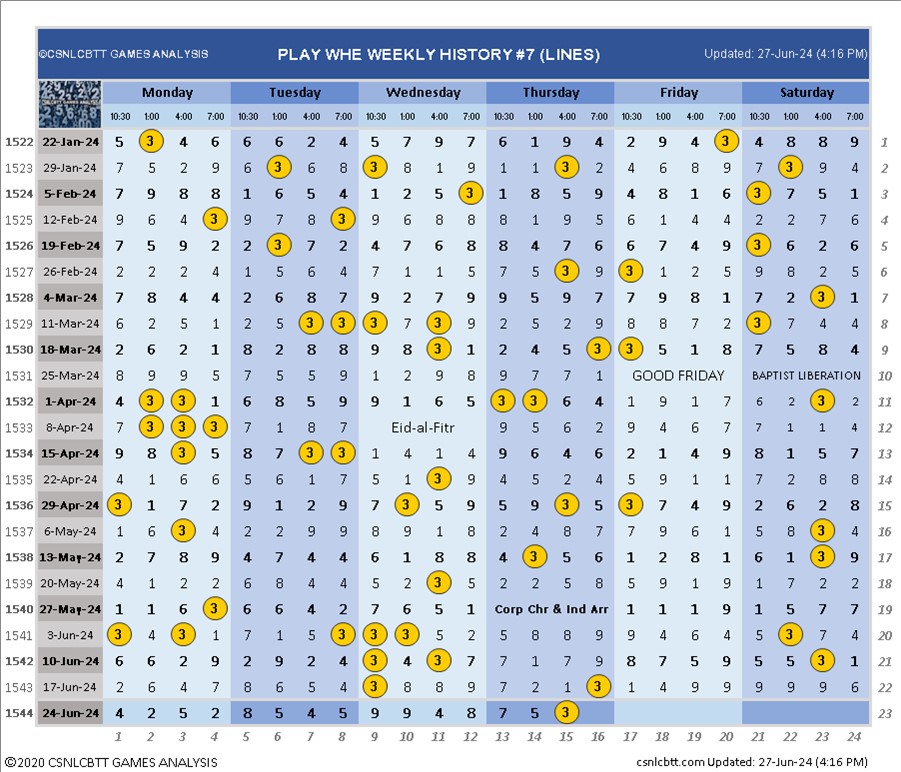 ©CSNLCBTT GAMES ANALYSIS PLAY WHE WEEKLY HISTORY #7 (LINES) Updated: 27-Jun-24 (4:16 PM)
Monday Tuesday Wednesday Thursday Friday Saturday
10:30 1:00 4:00 7:00 10:30 1:00 4:00 7:00 10:30 1:00 4:00 7:00 10:30 1:00 4:00 7:00 10:30 1:00 4:00 7:00 10:30 1:00 4:00 7:00
1522 22-Jan-24 5 3 4 6 6 6 2 4 5 7 9 7 6 1 9 4 2 9 4 3 4 8 8 9 1
1523 29-Jan-24 7 5 2 9 6 3 6 8 3 8 1 9 1 1 3 2 4 6 8 9 7 3 9 4 2
1524 5-Feb-24 7 9 8 8 1 6 5 4 1 2 5 3 1 8 5 9 4 8 1 6 3 7 5 1 3
1525 12-Feb-24 9 6 4 3 9 7 8 3 9 6 8 8 8 1 9 5 6 1 4 4 2 2 7 6 4
1526 19-Feb-24 7 5 9 2 2 3 7 2 4 7 6 8 8 4 7 6 6 7 4 9 3 6 2 6 5
1527 26-Feb-24 2 2 2 4 1 5 6 4 7 1 1 5 7 5 3 9 3 1 2 5 9 8 2 5 6
1528 4-Mar-24 7 8 4 4 2 6 8 7 9 2 7 9 9 5 9 7 7 9 8 1 7 2 3 1 7
1529 11-Mar-24 6 2 5 1 2 5 3 3 3 7 3 9 2 5 2 9 8 8 7 2 3 7 4 4 8
1530 18-Mar-24 2 6 2 1 8 2 8 8 9 8 3 1 2 4 5 3 3 5 1 8 7 5 8 4 9
1531 25-Mar-24 8 9 9 5 7 5 5 9 1 2 9 8 9 7 7 1 GOOD FRIDAY BAPTIST LIBERATION 10
1532 1-Apr-24 4 3 3 1 6 8 5 9 9 1 6 5 3 3 6 4 1 9 1 7 6 2 3 2 11
1533 8-Apr-24 7 3 3 3 7 1 8 7 Eid-al-Fitr 9 5 6 2 9 4 6 7 7 1 1 4 12
1534 15-Apr-24 9 8 3 5 8 7 3 3 1 4 1 4 9 6 4 6 2 1 4 9 8 1 5 7 13
1535 22-Apr-24 4 1 6 6 5 6 1 7 5 1 3 9 4 5 2 4 5 9 1 1 7 2 8 8 14
1536 29-Apr-24 3 1 7 2 9 1 2 9 7 3 5 9 5 9 3 5 3 7 4 9 2 6 2 8 15
1537 6-May-24 1 6 3 4 2 2 9 9 8 9 1 8 2 4 8 7 1 6 7 2 5 8 3 4 16
1538 13-May-24 2 7 8 9 4 7 4 4 6 1 8 8 4 3 5 6 1 2 8 1 6 1 3 9 17
1539 20-May-24 4 1 2 2 6 8 4 4 5 2 3 5 2 2 5 8 5 9 1 9 1 7 2 2 18
1540 27-May-24 1 1 6 3 6 6 4 2 7 6 5 1 Corp Chr & Ind Arr 1 1 1 9 1 5 7 7 19
1541 3-Jun-24 3 4 3 1 7 1 5 3 3 3 5 2 5 8 8 9 9 4 6 4 2 3 7 4 20
1542 10-Jun-24 6 6 2 9 2 9 2 4 3 4 3 7 7 1 7 9 8 7 5 9 5 5 3 1 21
1543 17-Jun-24 2 6 4 7 8 6 5 4 3 8 8 9 7 2 1 3 1 4 9 9 9 9 9 6 22
1544 24-Jun-24 4 2 5 2 8 5 4 5 9 9 4 8 7 5 3 23
1 2 3 4 5 6 7 8 9 10 11 12 13 14 15 16 17 18 19 20 21 22 23 24
©2020 CSNLCBTT GAMES ANALYSIS csnlcbtt.com Updated: 27-Jun-24 (4:16 PM)